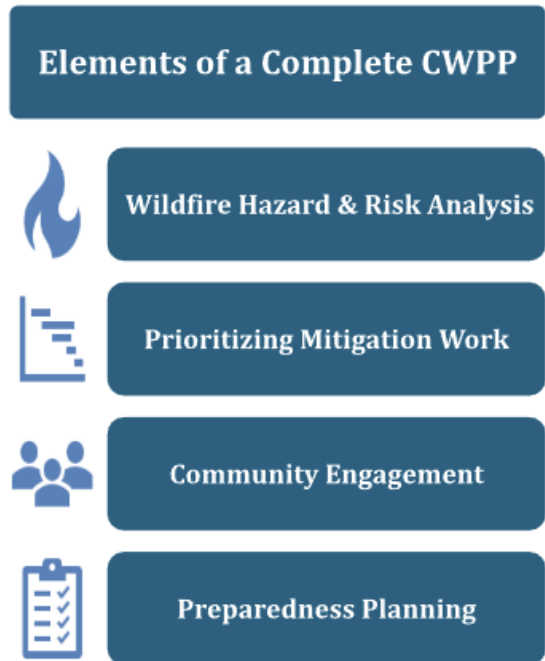 Elements of a Complete CWPP
Wildfire Hazard & Risk Analysis
Prioritizing Mitigation Work
Community Engagement
Preparedness Planning